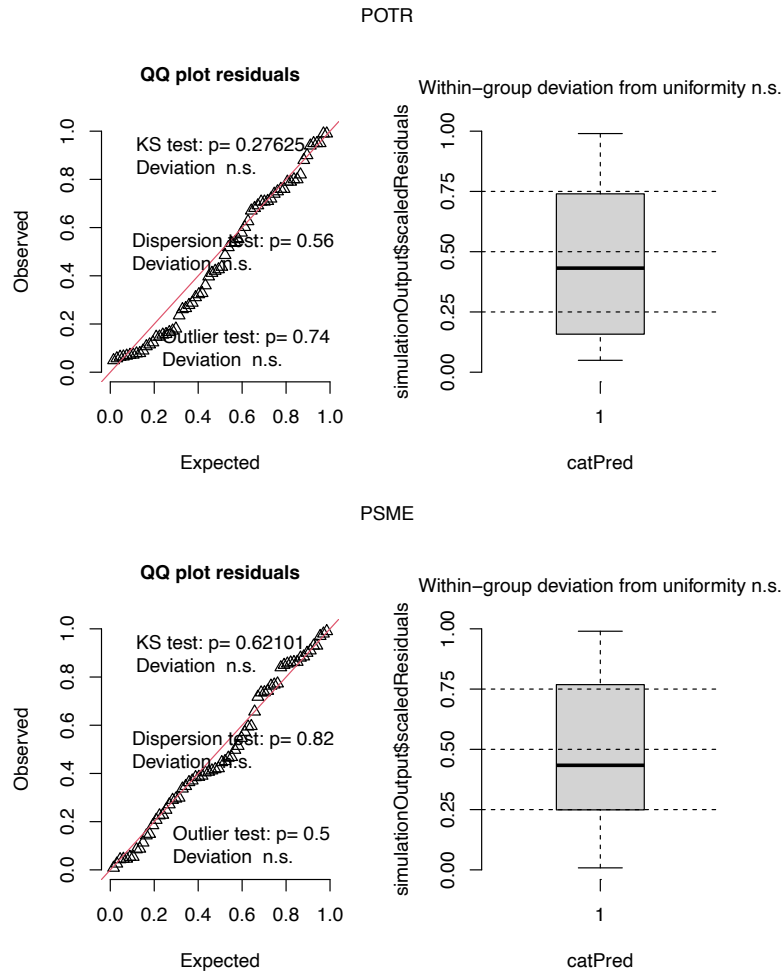 POTR
QQ plot residuals
KS test: p= 0.27625
Deviation n.s.
Dispersion test: p= 0.56
Deviation n.s.
Outlier test: p= 0.74
Deviation n.s.
Observed
0.0 0.2 0.4 0.6 0.8 1.0
0.0 0.2 0.4 0.6 0.8 1.0
Expected
Within−group deviation from uniformity n.s.
simulationOutput$scaledResiduals
0.00 0.25 0.50 0.75 1.00
1
catPred
PSME
QQ plot residuals
KS test: p= 0.62101
Deviation n.s.
Dispersion test: p= 0.82
Deviation n.s.
Outlier test: p= 0.5
Deviation n.s.
Observed
0.0 0.2 0.4 0.6 0.8 1.0
0.0 0.2 0.4 0.6 0.8 1.0
Expected
Within−group deviation from uniformity n.s.
simulationOutput$scaledResiduals
0.00 0.25 0.50 0.75 1.00
1
catPred